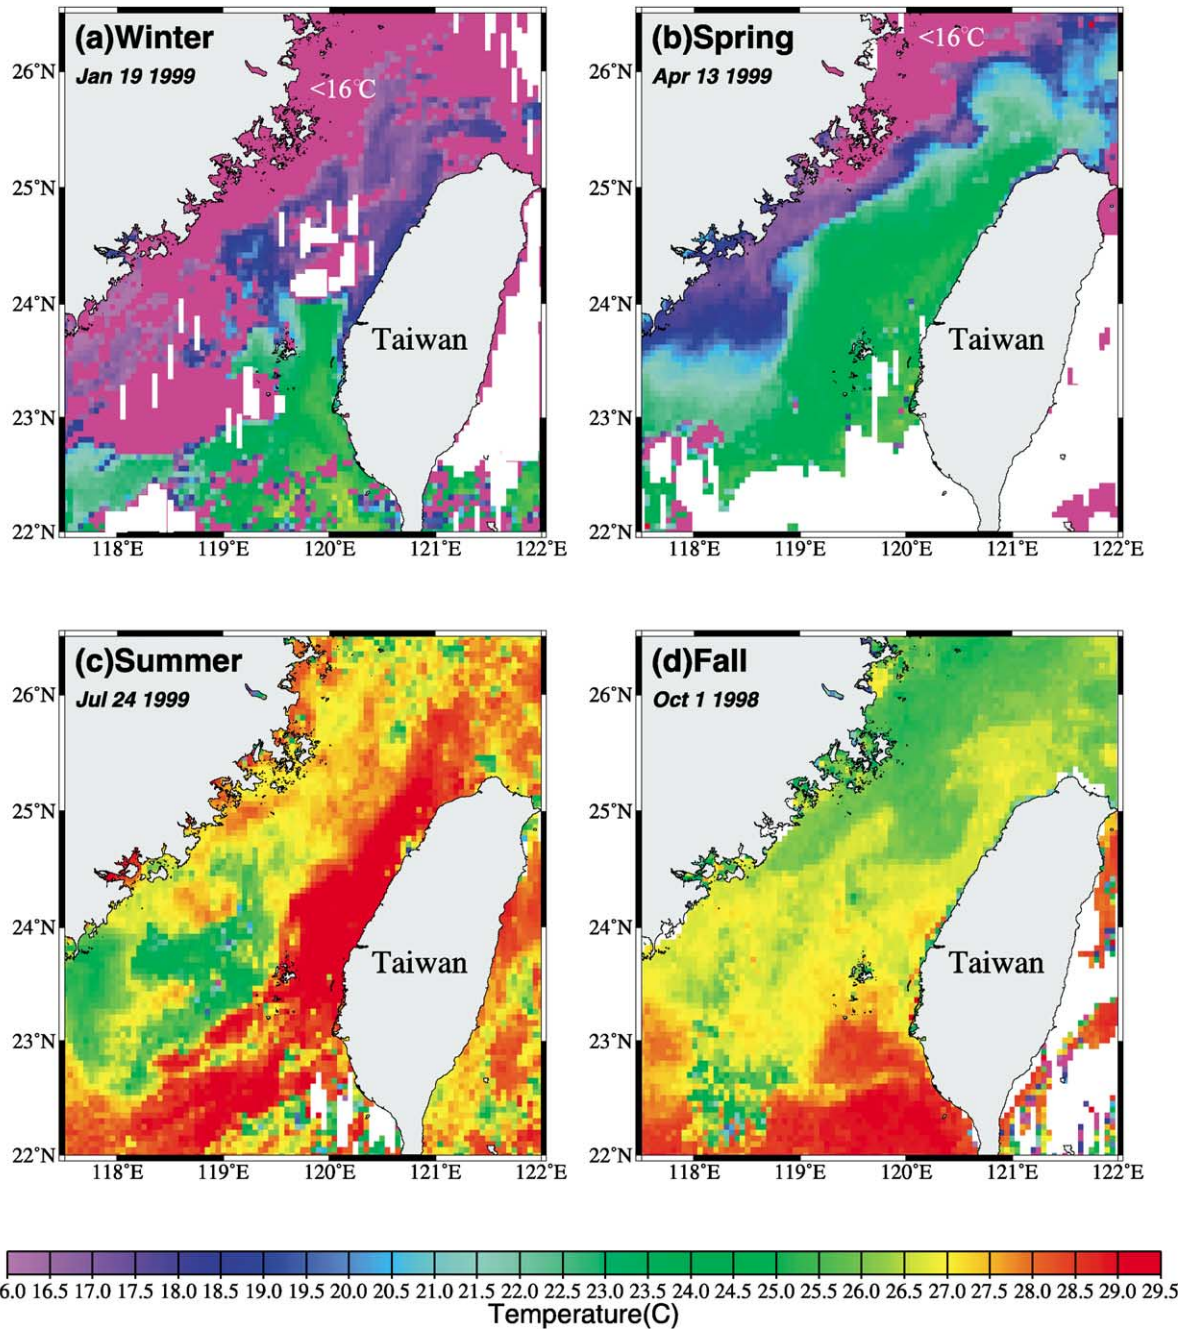 (a)Winter
Jan 19 1999
<16°C
26°N
25°N
24°N
23°N
22°N
Taiwan
118°E 119°E 120°E 121°E 122°E
(b)Spring
Apr 13 1999
<16°C
26°N
25°N
24°N
23°N
22°N
Taiwan
118°E 119°E 120°E 121°E 122°E
(c)Summer
Jul 24 1999
26°N
25°N
24°N
23°N
22°N
Taiwan
118°E 119°E 120°E 121°E 122°E
(d)Fall
Oct 1 1998
26°N
25°N
24°N
23°N
22°N
Taiwan
118°E 119°E 120°E 121°E 122°E
6.0 16.5 17.0 17.5 18.0 18.5 19.0 19.5 20.0 20.5 21.0 21.5 22.0 22.5 23.0 23.5 24.0 24.5 25.0 25.5 26.0 26.5 27.0 27.5 28.0 28.5 29.0 29.5
Temperature(C)